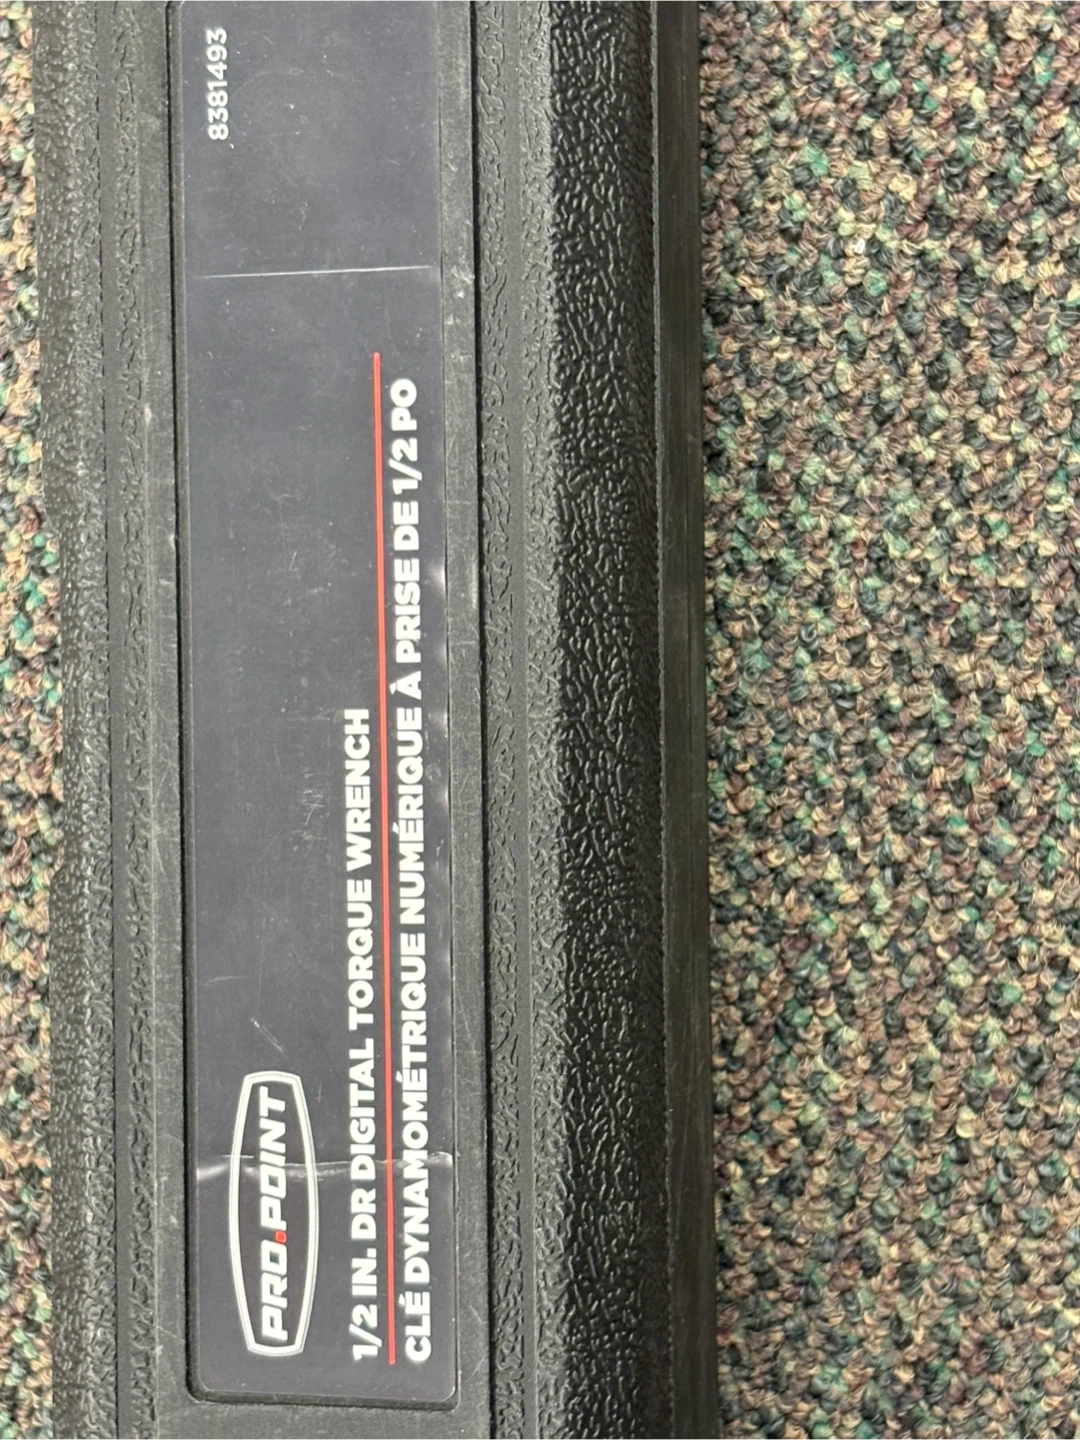 8381493
PRO.POINT
1/2 IN. DR DIGITAL TORQUE WRENCH
CLÉ DYNAMOMÉTRIQUE NUMÉRIQUE À PRISE DE 1/2 PO